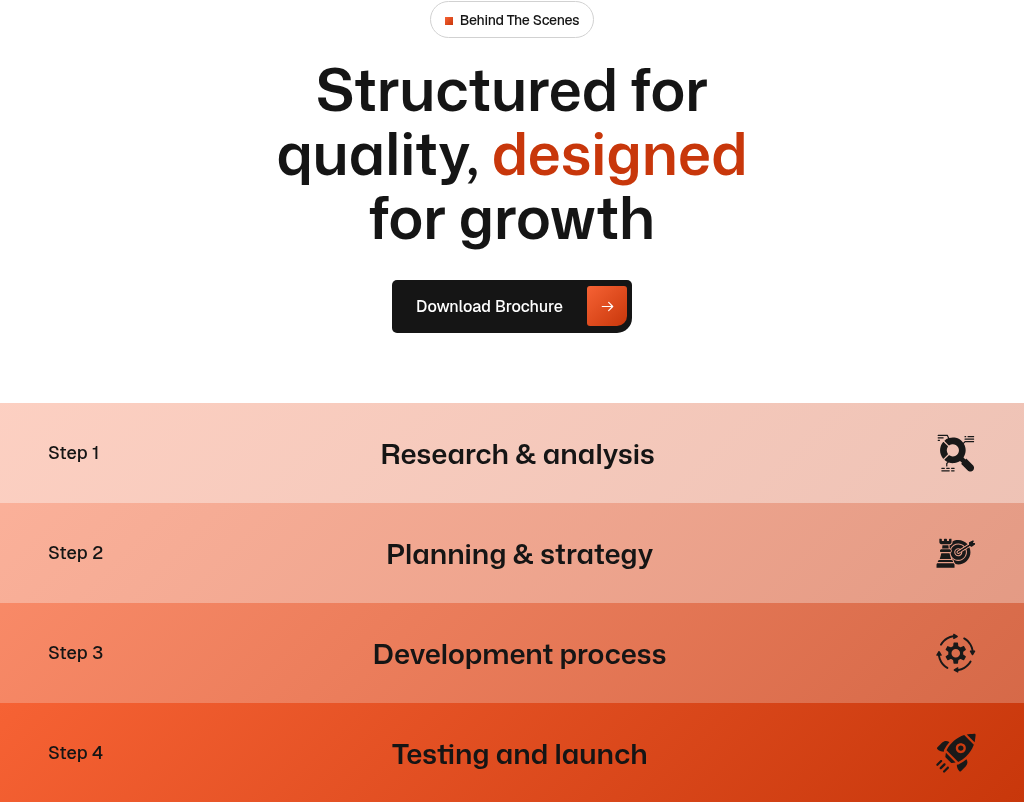 Behind The Scenes
Structured for
quality, designed
for growth
Download Brochure
Step 1
Research & analysis
Step 2
Planning & strategy
Step 3
Development process
Step 4
Testing and launch